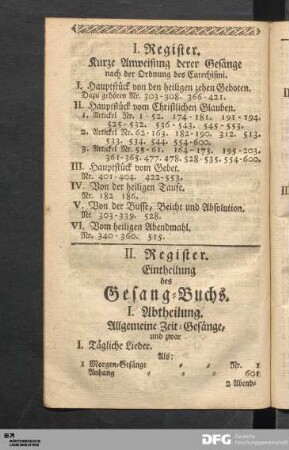 I. Register.
Kurze Anweisung derer Gesänge
nach der Ordnung des Catechismi.
I. Hauptstück von den heiligen zehen Geboten.
Dazu gehören Nr. 303-308. 366-421.
II. Hauptstück vom Christlichen Glauben.
1. Artickel Nr. 1-52. 174-181. 191-194.
525-532. 536-543. 545-553.
2. Artickel Nr. 62-163. 182-190. 312. 513.
533. 534. 544. 554-600.
3. Artickel Nr. 55-61. 164-173. 195-203.
361-365. 477. 478. 528-535. 554-600.
III. Hauptstück vom Gebet.
Nr. 401-404. 422-553.
IV. Von der heiligen Taufe.
Nr. 182 186.
V. Von der Busse, Beicht und Absolution.
Nr. 303-339. 528.
VI. Vom heiligen Abendmahl.
Nr. 340-360. 515.
II. Register.
Eintheilung
des
Gesang-Buchs.
I. Abtheilung.
Allgemeine Zeit-Gesänge,
und zwar
I. Tägliche Lieder.
Als:
1 Morgen-Gesänge Nr. 1
Anhang 601
2 Abend-
DFG Deutsche
Forschungsgemeinschaft